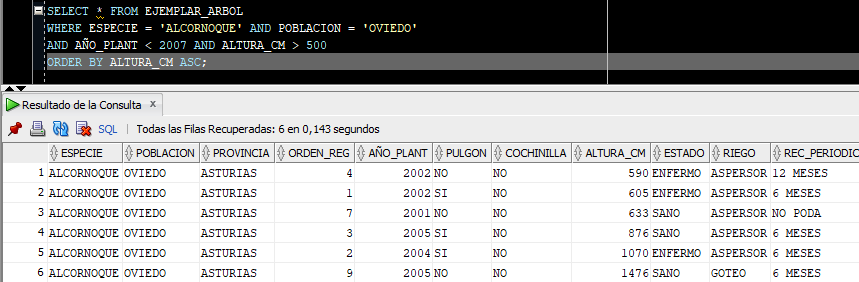 SELECT * FROM EJEMPLAR_ARBOL
WHERE ESPECIE = 'ALCORNOQUE' AND POBLACION = 'OVIEDO'
AND AÑO_PLANT < 2007 AND ALTURA_CM > 500
ORDER BY ALTURA_CM ASC;
Resultado de la Consulta x
SQL | Todas las Filas Recuperadas: 6 en 0,143 segundos
ESPECIE POBLACION PROVINCIA ORDEN_REG AÑO_PLANT PULGON COCHINILLA ALTURA_CM ESTADO RIEGO REC_PERIODIC
1 ALCORNOQUE OVIEDO ASTURIAS 4 2002 NO NO 590 ENFERMO ASPERSOR 12 MESES
2 ALCORNOQUE OVIEDO ASTURIAS 1 2002 SI NO 605 ENFERMO ASPERSOR 6 MESES
3 ALCORNOQUE OVIEDO ASTURIAS 7 2001 NO NO 633 SANO ASPERSOR NO PODA
4 ALCORNOQUE OVIEDO ASTURIAS 3 2005 SI NO 876 SANO ASPERSOR 6 MESES
5 ALCORNOQUE OVIEDO ASTURIAS 2 2004 SI NO 1070 ENFERMO ASPERSOR 6 MESES
6 ALCORNOQUE OVIEDO ASTURIAS 9 2005 NO NO 1476 SANO GOTEO 6 MESES